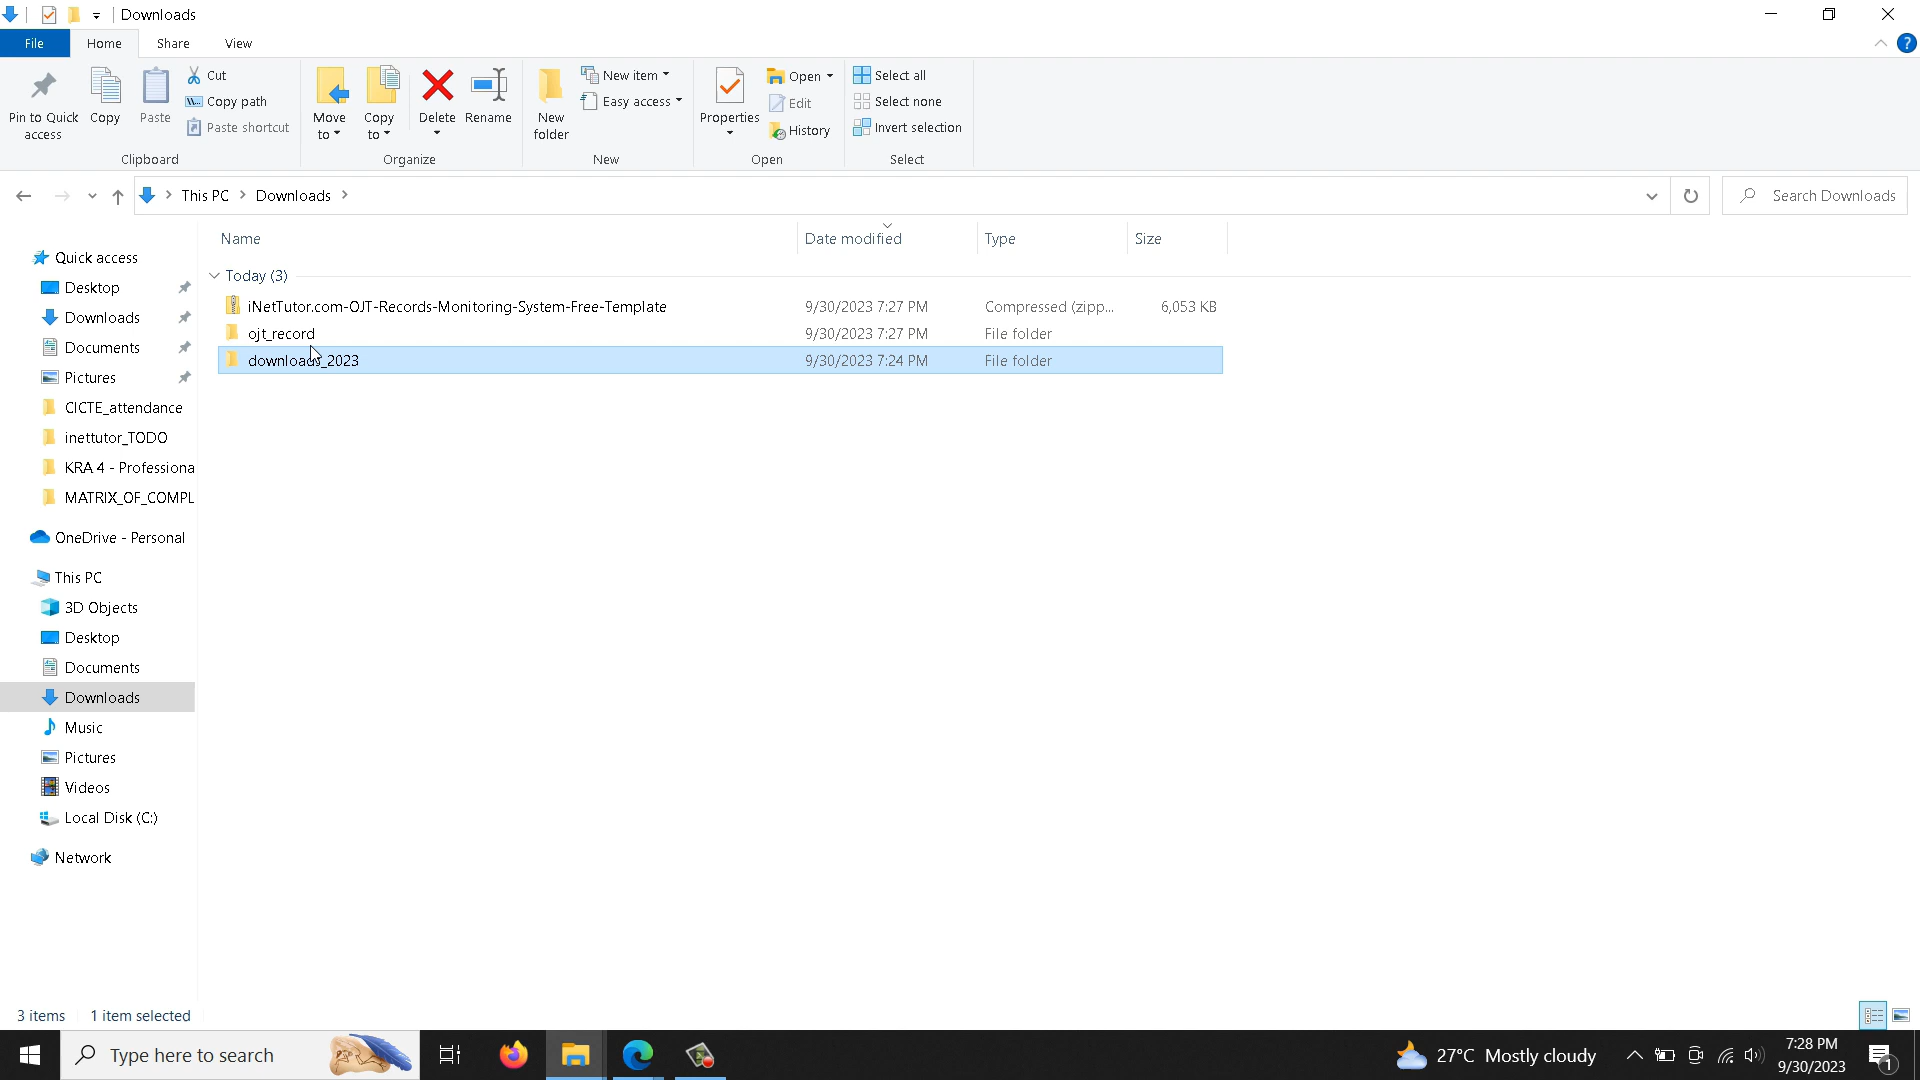 Downloads
File
Home
Share
View
Pin to Quick access
Copy
Paste
Cut
Copy path
Paste shortcut
Clipboard
Move to
Copy to
Delete
Rename
Organize
New folder
New item
Easy access
New
Properties
Open
Edit
History
Open
Select all
Select none
Invert selection
Select
This PC
Downloads
Search Downloads
Name
Date modified
Type
Size
Today (3)
iNetTutor.com-OJT-Records-Monitoring-System-Free-Template 9/30/2023 7:27 PM Compressed (zipp... 6,053 KB
ojt_record 9/30/2023 7:27 PM File folder
downloads_2023 9/30/2023 7:24 PM File folder
Quick access
Desktop
Downloads
Documents
Pictures
CICTE_attendance
inettutor_TODO
KRA 4 - Professiona
MATRIX_OF_COMPL
OneDrive - Personal
This PC
3D Objects
Desktop
Documents
Downloads
Music
Pictures
Videos
Local Disk (C:)
Network
3 items 1 item selected
Type here to search
27°C Mostly cloudy
7:28 PM
9/30/2023
1